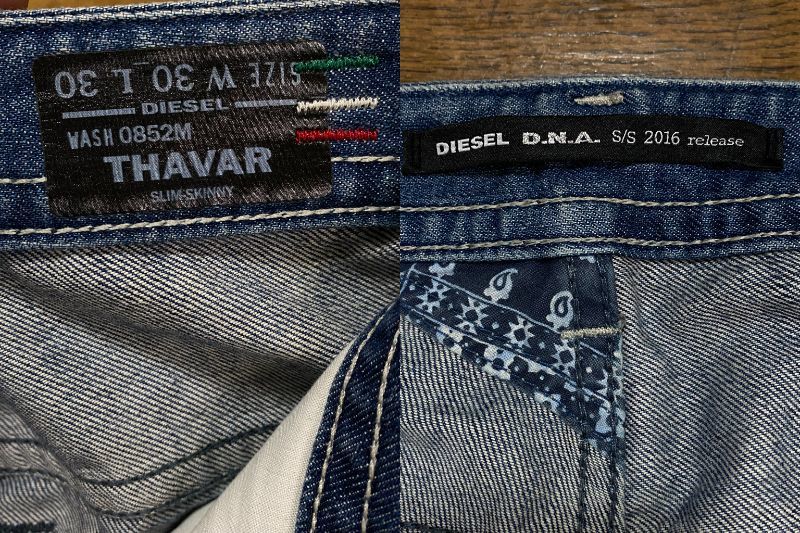 SIZE W 30 L 30
DIESEL
WASH 0852M
THAVAR
SLIM-SKINNY
DIESEL D.N.A. S/S 2016 release